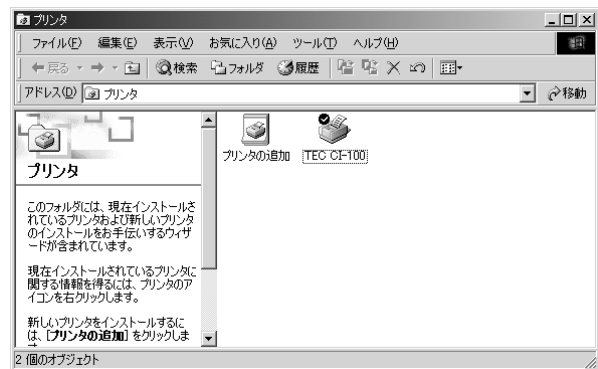 プリンタ
ファイル(F) 編集(E) 表示(V) お気に入り(A) ツール(T) ヘルプ(H)
戻る 検索 フォルダ 履歴
アドレス(D) プリンタ 移動
プリンタの追加 TEC CI-100
プリンタ
このフォルダには、現在インストールさ
れているプリンタおよび新しいプリンタ
のインストールをお手伝いするウィザ
ードが含まれています。
現在インストールされているプリンタに
関する情報を得るには、プリンタのア
イコンを右クリックします。
新しいプリンタをインストールするに
は、[プリンタの追加] をクリックしま
2 個のオブジェクト